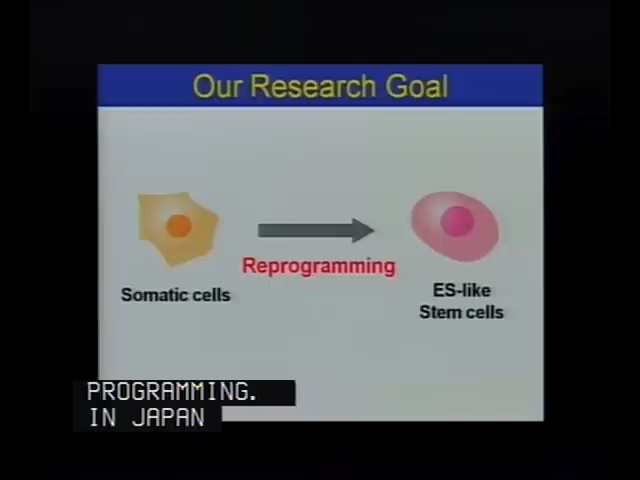 Our Research Goal
Reprogramming
Somatic cells
ES-like
Stem cells
PROGRAMMING.
IN JAPAN